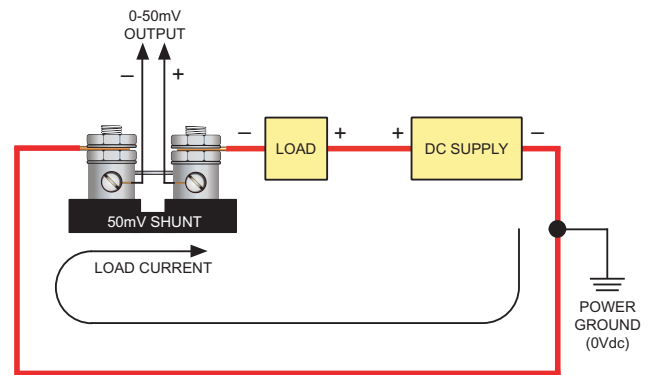 0-50mV
OUTPUT
– +
– LOAD + + DC SUPPLY –
50mV SHUNT
LOAD CURRENT
POWER
GROUND
(0Vdc)